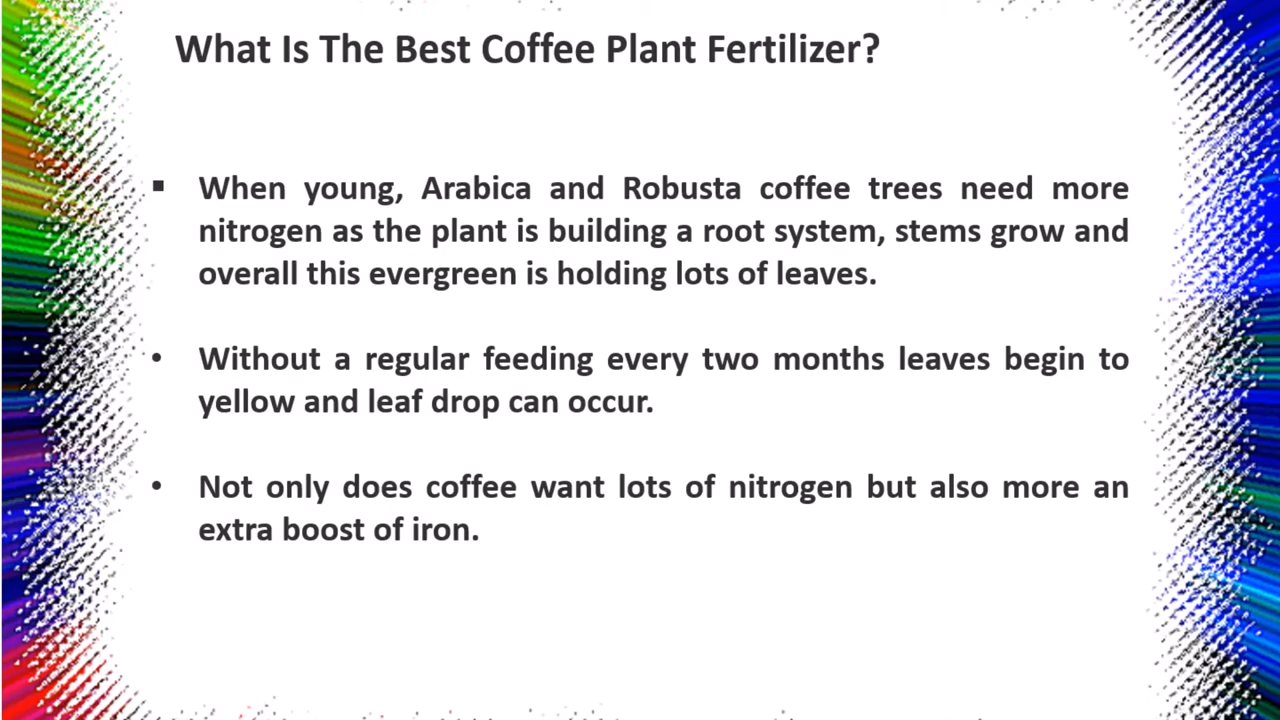 What Is The Best Coffee Plant Fertilizer?
▪ When young, Arabica and Robusta coffee trees need more
nitrogen as the plant is building a root system, stems grow and
overall this evergreen is holding lots of leaves.
• Without a regular feeding every two months leaves begin to
yellow and leaf drop can occur.
• Not only does coffee want lots of nitrogen but also more an
extra boost of iron.